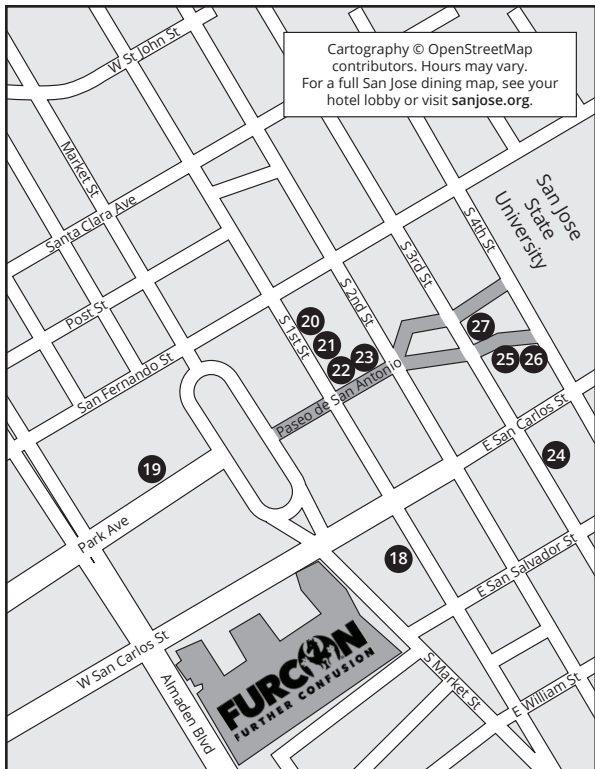 Cartography © OpenStreetMap
contributors. Hours may vary.
For a full San Jose dining map, see your
hotel lobby or visit sanjose.org.
W St John St
Market St
Santa Clara Ave
San Jose
State
University
S 4th St
S 3rd St
S 2nd St
Post St
S 1st St
20
21
22
23
27
25
26
San Fernando St
Paseo de San Antonio
E San Carlos St
19
24
Park Ave
18
E San Salvador St
W San Carlos St
FURCON
FURTHER CONFUSION
S Market St
E William St
Almaden Blvd